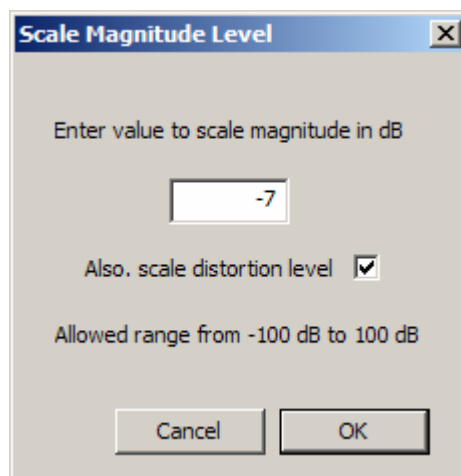 Scale Magnitude Level
Enter value to scale magnitude in dB
-7
Also. scale distortion level
Allowed range from -100 dB to 100 dB
Cancel OK